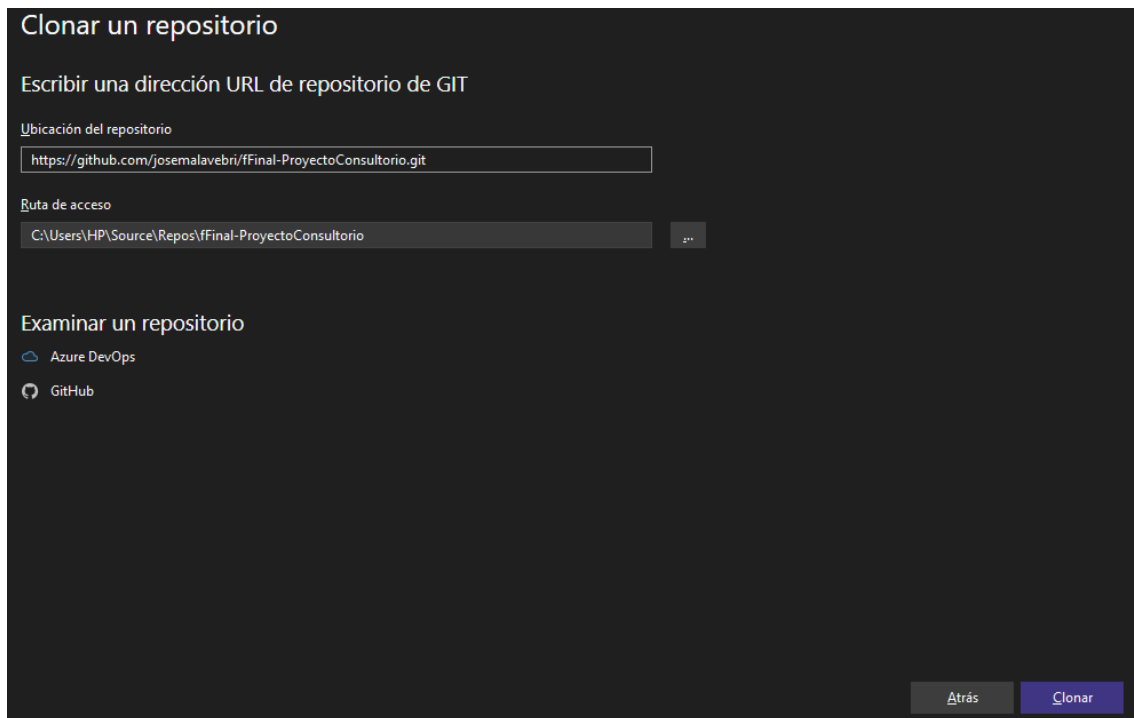 Clonar un repositorio
Escribir una dirección URL de repositorio de GIT
Ubicación del repositorio
https://github.com/josemalavebri/fFinal-ProyectoConsultorio.git
Ruta de acceso
C:\Users\HP\Source\Repos\fFinal-ProyectoConsultorio
...
Examinar un repositorio
Azure DevOps
GitHub
Atrás Clonar